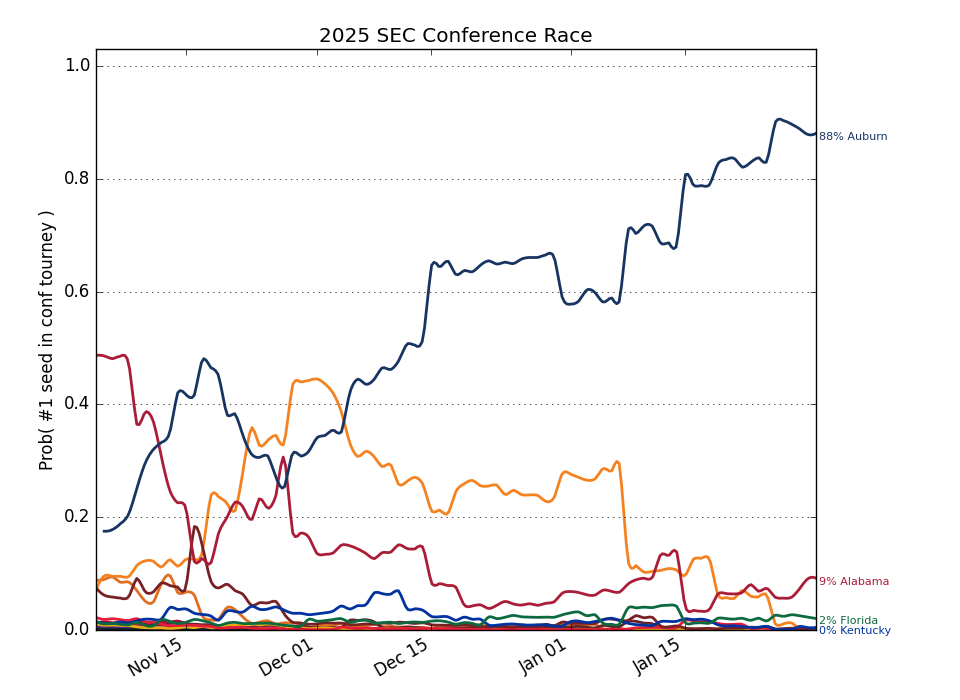 2025 SEC Conference Race
Prob( #1 seed in conf tourney )
1.0
0.8
0.6
0.4
0.2
0.0
88% Auburn
9% Alabama
2% Florida
0% Kentucky
Nov 15
Dec 01
Dec 15
Jan 01
Jan 15